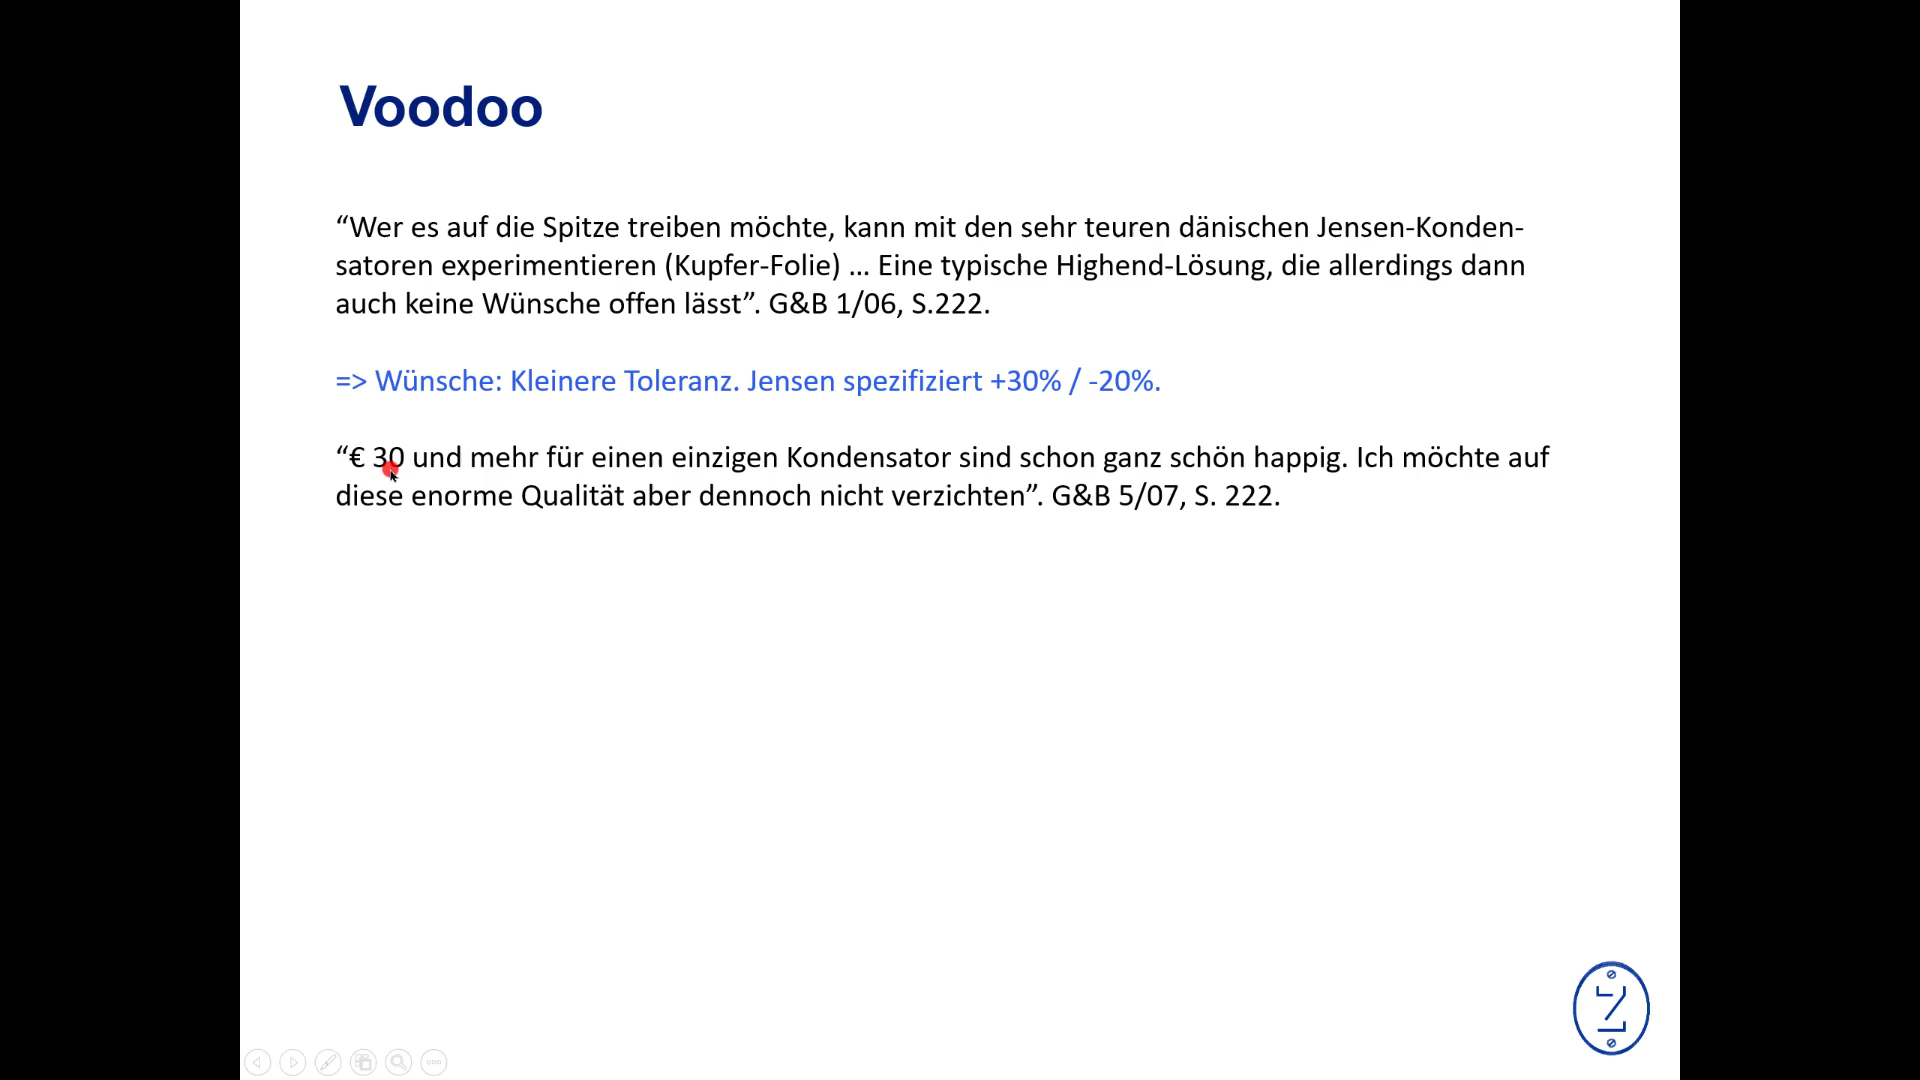 Voodoo
“Wer es auf die Spitze treiben möchte, kann mit den sehr teuren dänischen Jensen-Konden-
satoren experimentieren (Kupfer-Folie) ... Eine typische Highend-Lösung, die allerdings dann
auch keine Wünsche offen lässt”. G&B 1/06, S.222.
=> Wünsche: Kleinere Toleranz. Jensen spezifiziert +30% / -20%.
“€ 30 und mehr für einen einzigen Kondensator sind schon ganz schön happig. Ich möchte auf
diese enorme Qualität aber dennoch nicht verzichten”. G&B 5/07, S. 222.